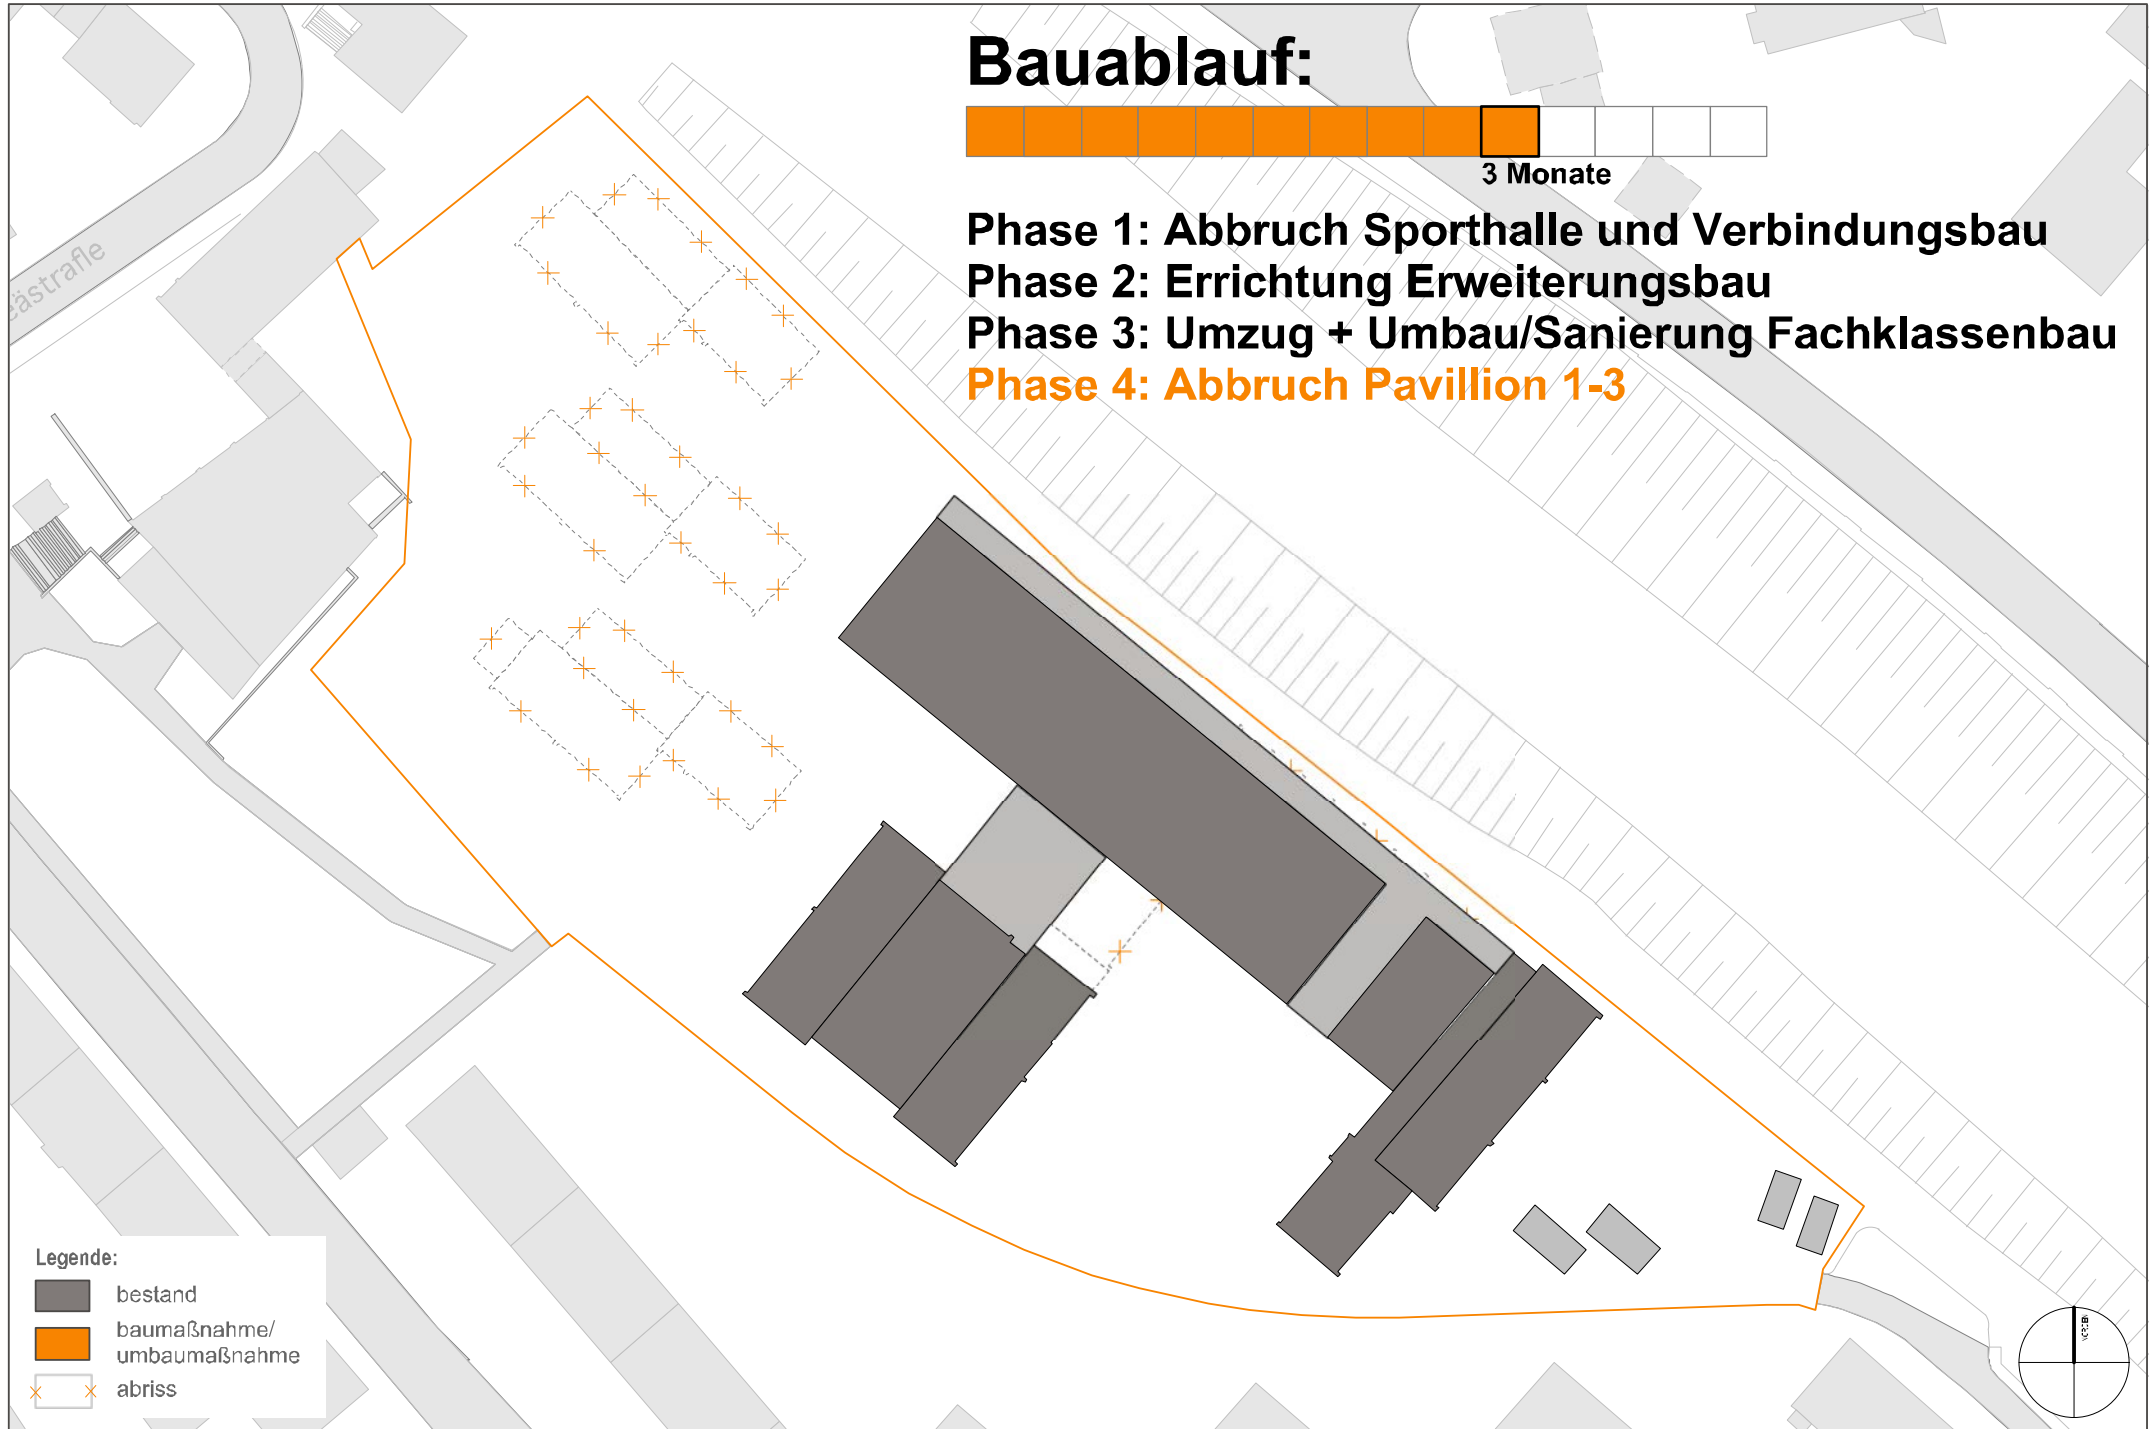 Bauablauf:
3 Monate
Phase 1: Abbruch Sporthalle und Verbindungsbau
Phase 2: Errichtung Erweiterungsbau
Phase 3: Umzug + Umbau/Sanierung Fachklassenbau
Phase 4: Abbruch Pavillion 1-3
Legende:
bestand
baumaßnahme/
umbaumaßnahme
abriss